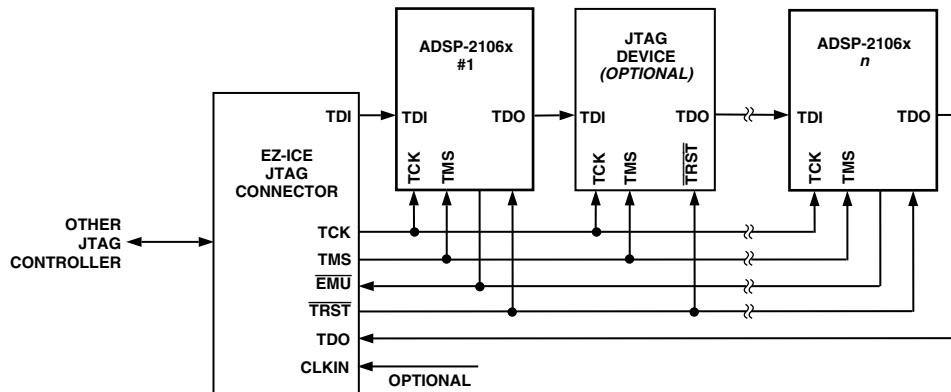 ADSP-2106x
#1
TDI
TDO
TCK
TMS
JTAG
DEVICE
(OPTIONAL)
TDI
TDO
TCK
TMS
TRST
ADSP-2106x
n
TDI
TDO
TCK
TMS
TDI
EZ-ICE
JTAG
CONNECTOR
OTHER
JTAG
CONTROLLER
TCK
TMS
EMU
TRST
TDO
CLKIN
OPTIONAL